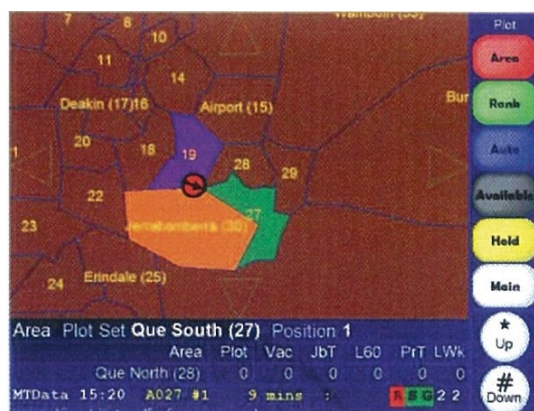 Wamboin (33)
Plot
7
8
10
11
14
Area
Rank
Deakin (17)16
Airport (15)
Bur
20
18
19
28
29
Auto
22
27
Available
23
Jerrabomberra (30)
Hold
24
Erindale (25)
Main
Area Plot Set Que South (27) Position 1
* Up
Area Plot Vac JbT L60 PrT LWk
Que North (28) 0 0 0 0 0 0
MTData 15:20 A027 #1 9 mins : R S G 2 2
# Down